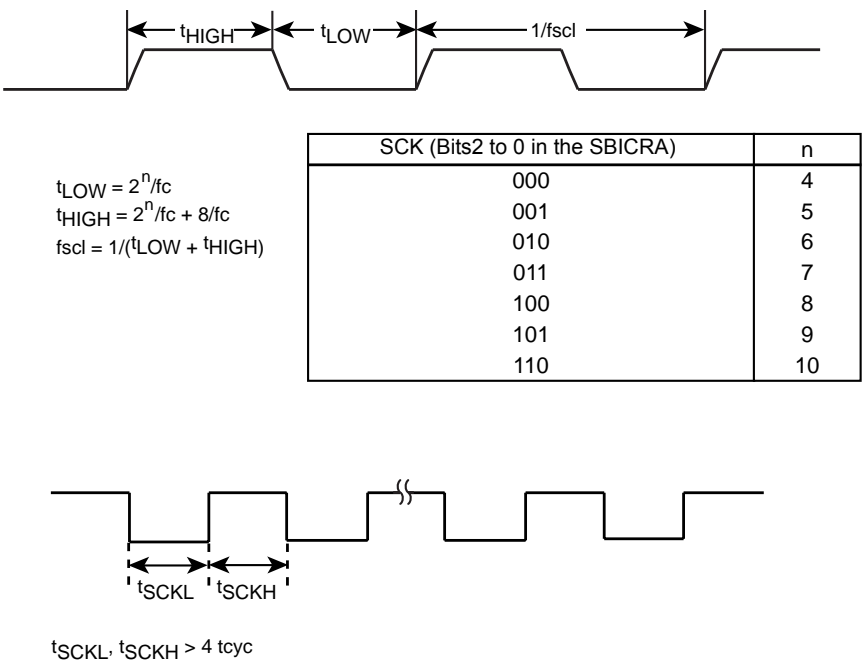 tHIGH tLOW 1/fscl
SCK (Bits2 to 0 in the SBICRA) n
000 4
001 5
010 6
011 7
100 8
101 9
110 10
tLOW = 2^n/fc
tHIGH = 2^n/fc + 8/fc
fscl = 1/(tLOW + tHIGH)
tSCKL tSCKH
tSCKL, tSCKH > 4 tcyc